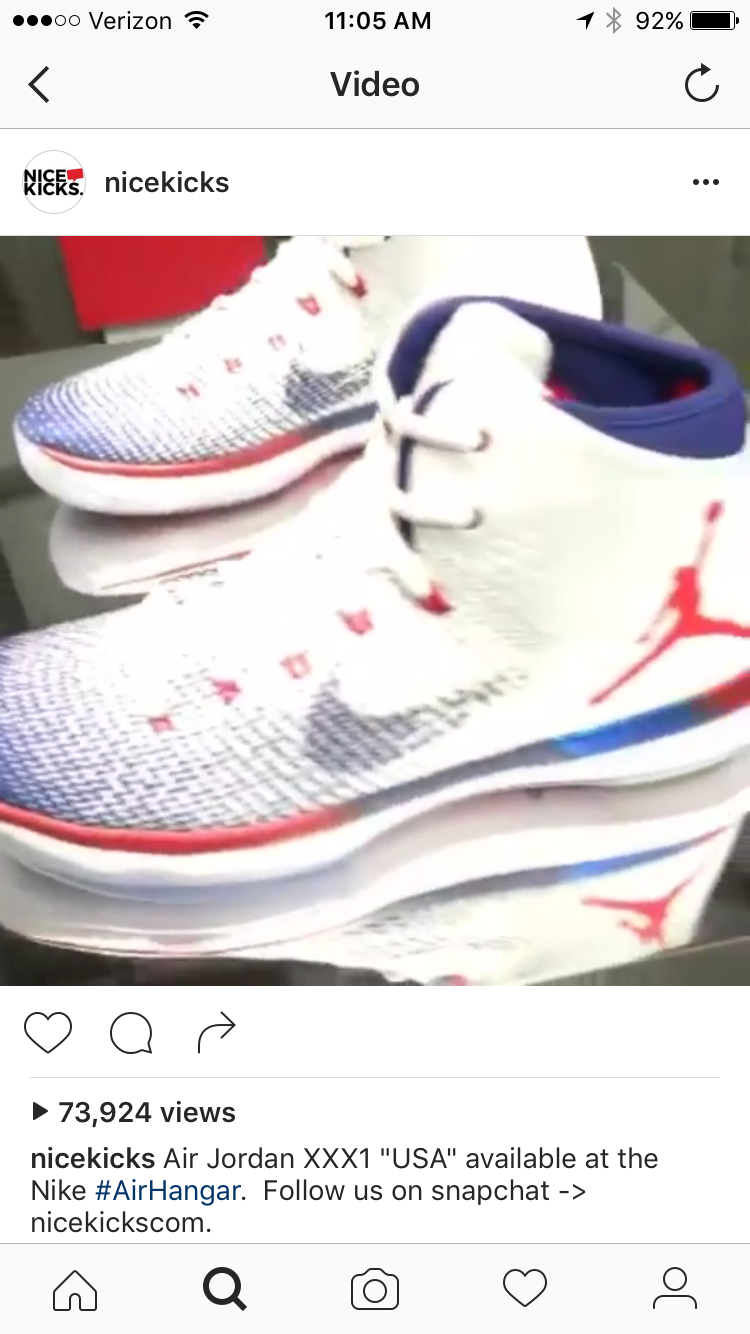 Verizon 11:05 AM 92%
Video
NICE
KICKS.
nicekicks
73,924 views
nicekicks Air Jordan XXX1 "USA" available at the
Nike #AirHangar. Follow us on snapchat ->
nicekickscom.